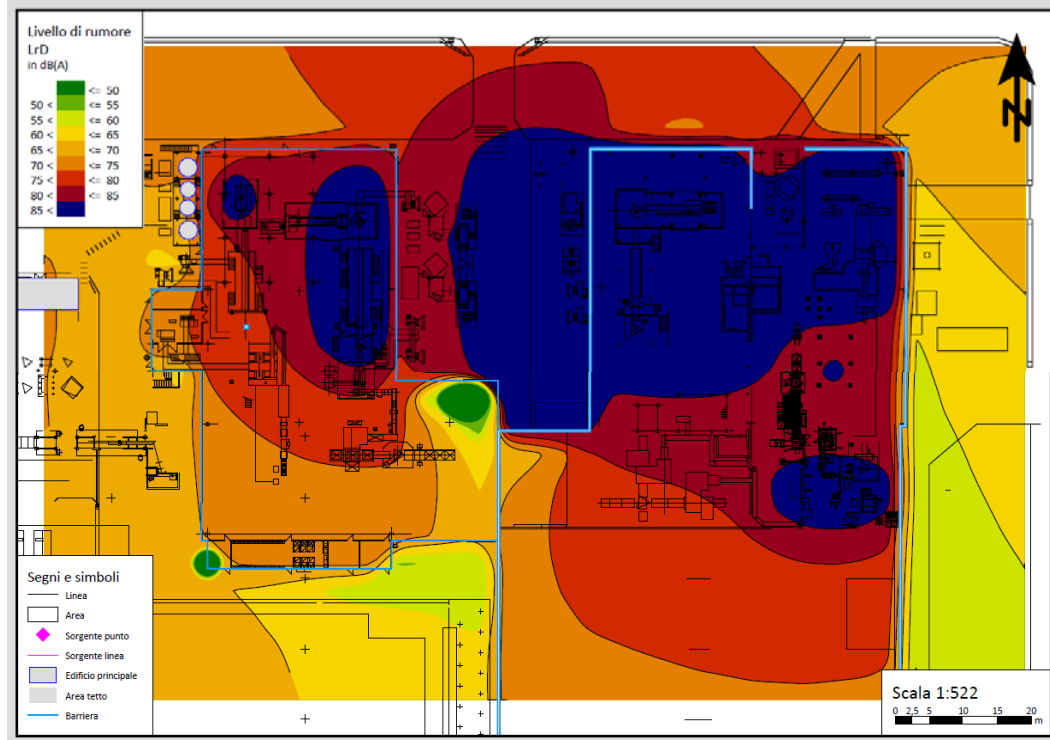 Livello di rumore
LrD
in dB(A)
<= 50
50 < <= 55
55 < <= 60
60 < <= 65
65 < <= 70
70 < <= 75
75 < <= 80
80 < <= 85
85 <
N
Segni e simboli
Linea
Area
Sorgente punto
Sorgente linea
Edificio principale
Area tetto
Barriera
Scala 1:522
0 2,5 5 10 15 20
m